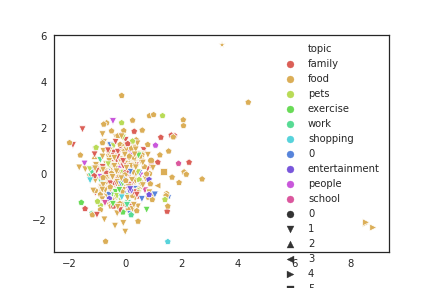 6
4
2
0
−2
−2
0
2
4
6
8
topic
family
food
pets
exercise
work
shopping
0
entertainment
people
school
0
1
2
3
4
5